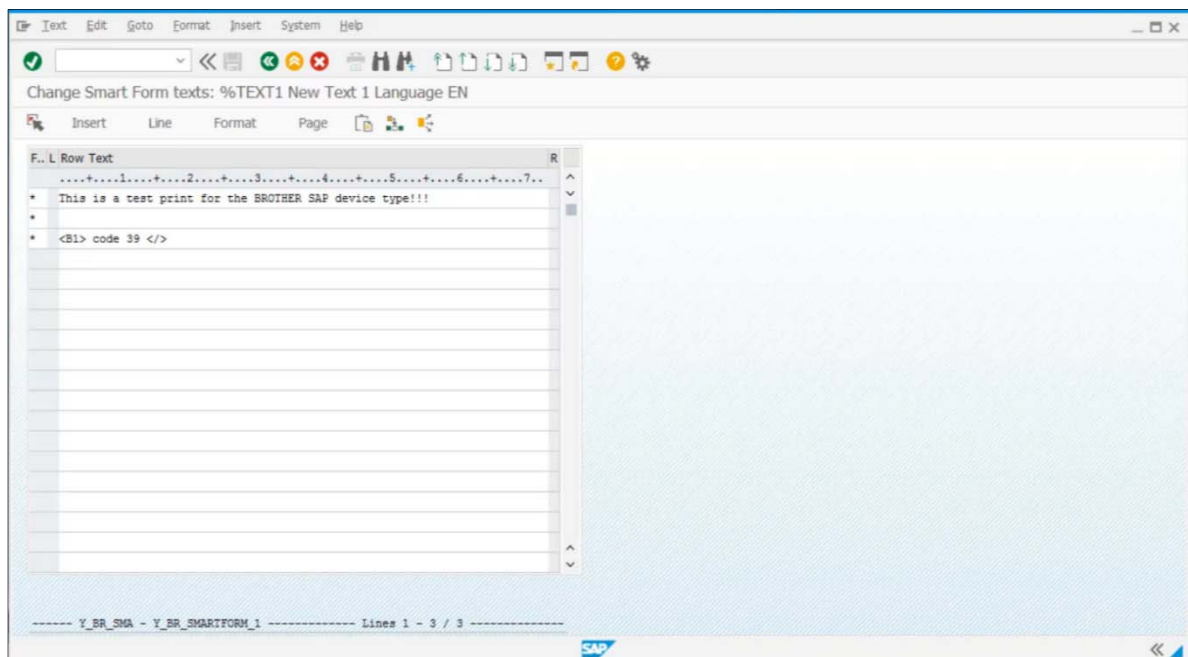 Text Edit Goto Format Insert System Help
Change Smart Form texts: %TEXT1 New Text 1 Language EN
Insert Line Format Page
F.. L Row Text R
....+....1....+....2....+....3....+....4....+....5....+....6....+....7..
* This is a test print for the BROTHER SAP device type!!!
*
* <B1> code 39 </>
------ Y_BR_SMA - Y_BR_SMARTFORM_1 ------------- Lines 1 - 3 / 3 --------------
SAP